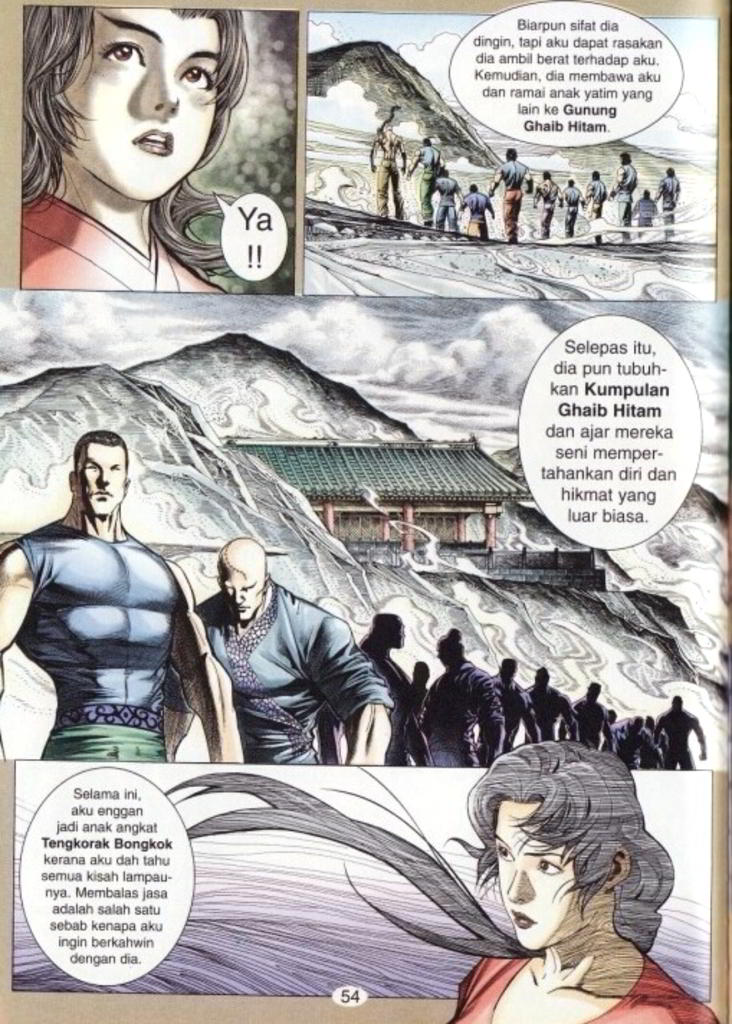 Ya
!!
Biarpun sifat dia
dingin, tapi aku dapat rasakan
dia ambil berat terhadap aku.
Kemudian, dia membawa aku
dan ramai anak yatim yang
lain ke Gunung
Ghaib Hitam.
Selepas itu,
dia pun tubuh-
kan Kumpulan
Ghaib Hitam
dan ajar mereka
seni memper-
tahankan diri dan
hikmat yang
luar biasa.
Selama ini,
aku enggan
jadi anak angkat
Tengkorak Bongkok
kerana aku dah tahu
semua kisah lampau-
nya. Membalas jasa
adalah salah satu
sebab kenapa aku
ingin berkahwin
dengan dia.
54